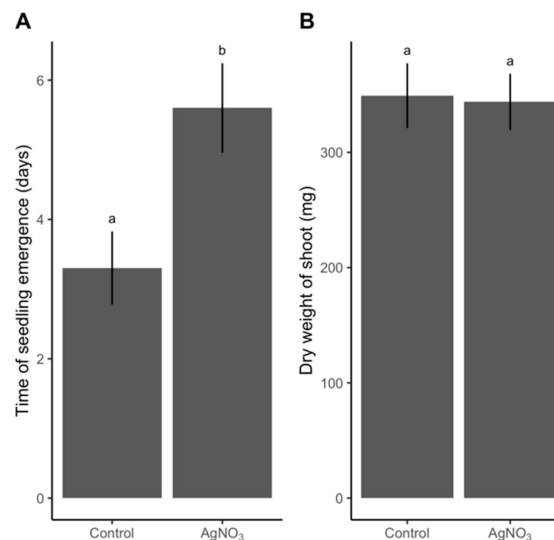 A
Time of seedling emergence (days)
6
4
2
0
a
b
Control
AgNO₃
B
Dry weight of shoot (mg)
300
200
100
0
a
a
Control
AgNO₃